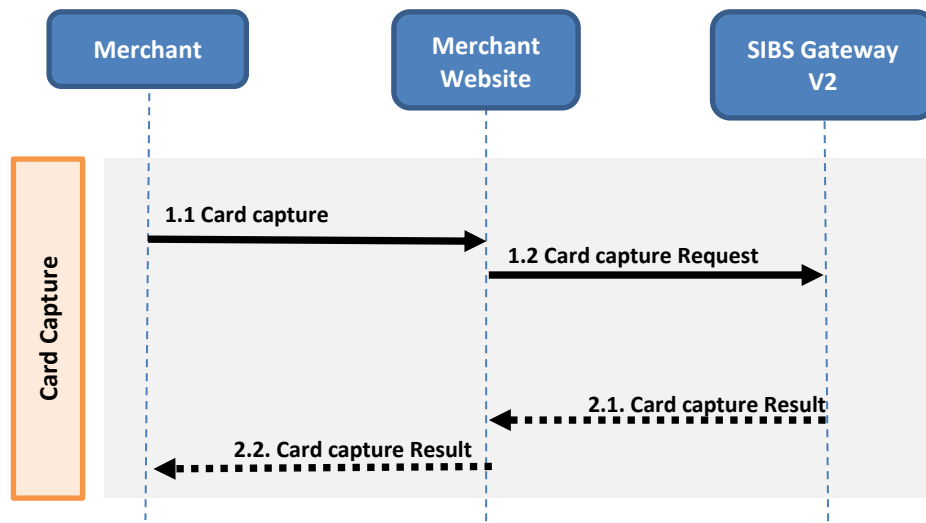 Merchant
Merchant
Website
SIBS Gateway
V2
Card Capture
1.1 Card capture
1.2 Card capture Request
2.1. Card capture Result
2.2. Card capture Result